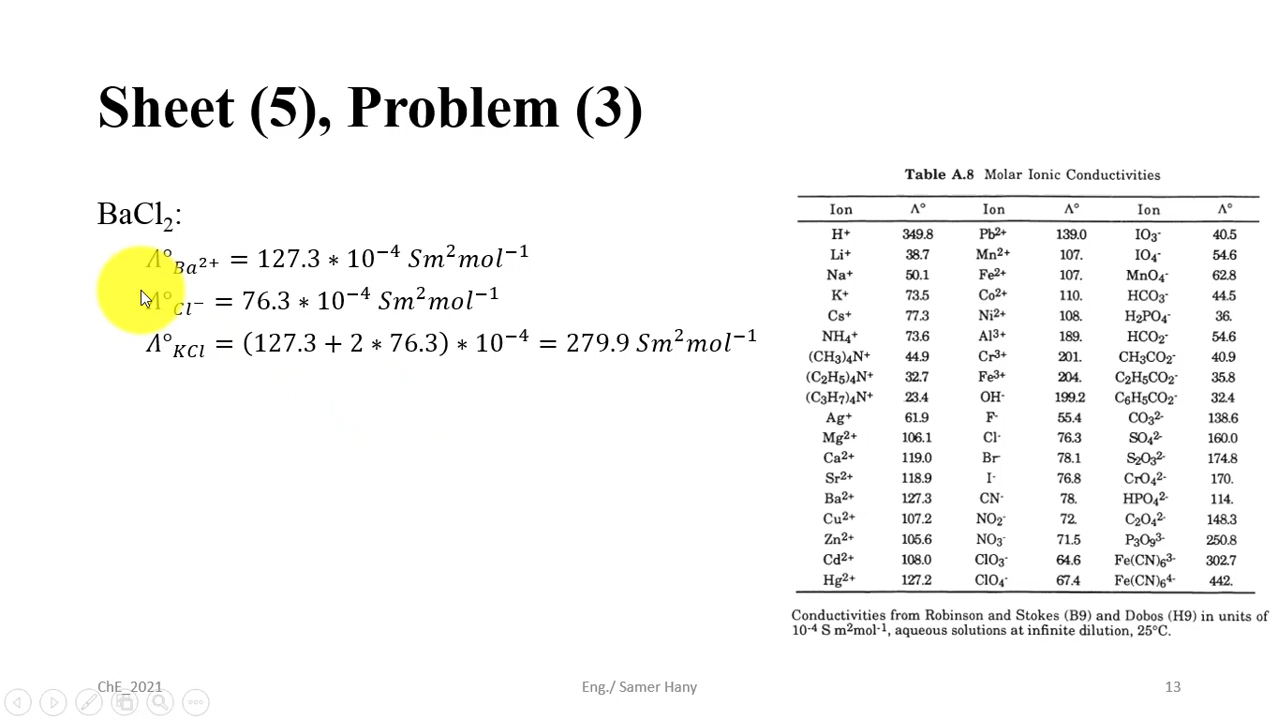 Sheet (5), Problem (3)
BaCl₂:
Λ°_{Ba²⁺} = 127.3 ∗ 10⁻⁴ Sm²mol⁻¹
Λ°_{Cl⁻} = 76.3 ∗ 10⁻⁴ Sm²mol⁻¹
Λ°_{KCl} = (127.3 + 2 ∗ 76.3) ∗ 10⁻⁴ = 279.9 Sm²mol⁻¹
Table A.8 Molar Ionic Conductivities
Ion Λ° Ion Λ° Ion Λ°
H+ 349.8 Pb2+ 139.0 IO3- 40.5
Li+ 38.7 Mn2+ 107. IO4- 54.6
Na+ 50.1 Fe2+ 107. MnO4- 62.8
K+ 73.5 Co2+ 110. HCO3- 44.5
Cs+ 77.3 Ni2+ 108. H2PO4- 36.
NH4+ 73.6 Al3+ 189. HCO2- 54.6
(CH3)4N+ 44.9 Cr3+ 201. CH3CO2- 40.9
(C2H5)4N+ 32.7 Fe3+ 204. C2H5CO2- 35.8
(C3H7)4N+ 23.4 OH- 199.2 C6H5CO2- 32.4
Ag+ 61.9 F- 55.4 CO32- 138.6
Mg2+ 106.1 Cl- 76.3 SO42- 160.0
Ca2+ 119.0 Br- 78.1 S2O32- 174.8
Sr2+ 118.9 I- 76.8 CrO42- 170.
Ba2+ 127.3 CN- 78. HPO42- 114.
Cu2+ 107.2 NO2- 72. C2O42- 148.3
Zn2+ 105.6 NO3- 71.5 P3O93- 250.8
Cd2+ 108.0 ClO3- 64.6 Fe(CN)63- 302.7
Hg2+ 127.2 ClO4- 67.4 Fe(CN)64- 442.
Conductivities from Robinson and Stokes (B9) and Dobos (H9) in units of
10-4 S m2mol-1, aqueous solutions at infinite dilution, 25°C.
ChE_2021 Eng./ Samer Hany 13